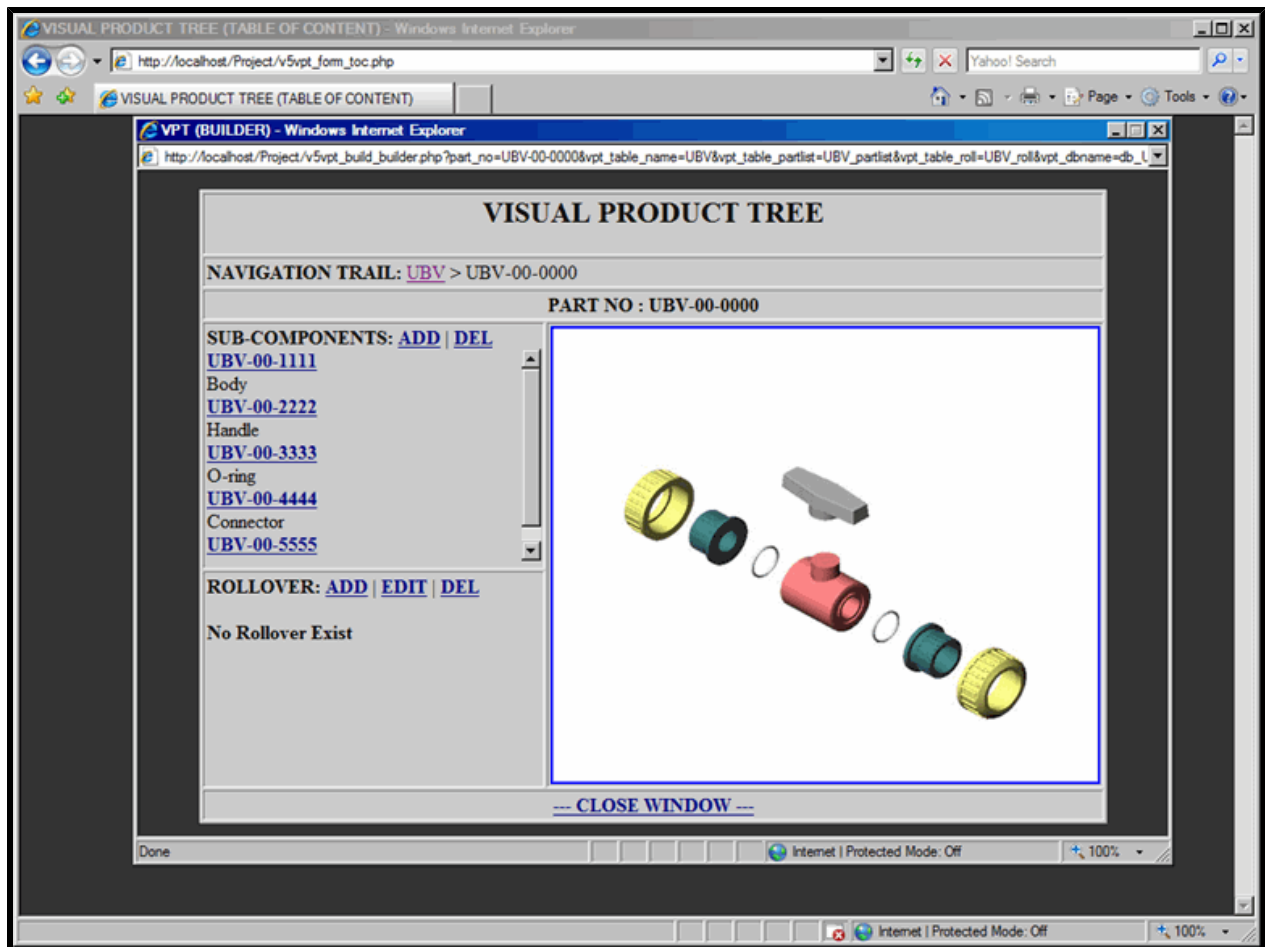 VISUAL PRODUCT TREE (TABLE OF CONTENT) - Windows Internet Explorer
http://localhost/Project/v5vpt_form_toc.php
Yahoo! Search
VISUAL PRODUCT TREE (TABLE OF CONTENT)
Page
Tools
VPT (BUILDER) - Windows Internet Explorer
http://localhost/Project/v5vpt_build_builder.php?part_no=UBV-00-0000&vpt_table_name=UBV&vpt_table_partlist=UBV_partlist&vpt_table_roll=UBV_roll&vpt_dbname=db_U
VISUAL PRODUCT TREE
NAVIGATION TRAIL: UBV > UBV-00-0000
PART NO : UBV-00-0000
SUB-COMPONENTS: ADD | DEL
UBV-00-1111
Body
UBV-00-2222
Handle
UBV-00-3333
O-ring
UBV-00-4444
Connector
UBV-00-5555
ROLLOVER: ADD | EDIT | DEL
No Rollover Exist
--- CLOSE WINDOW ---
Done
Internet | Protected Mode: Off
100%
Internet | Protected Mode: Off
100%